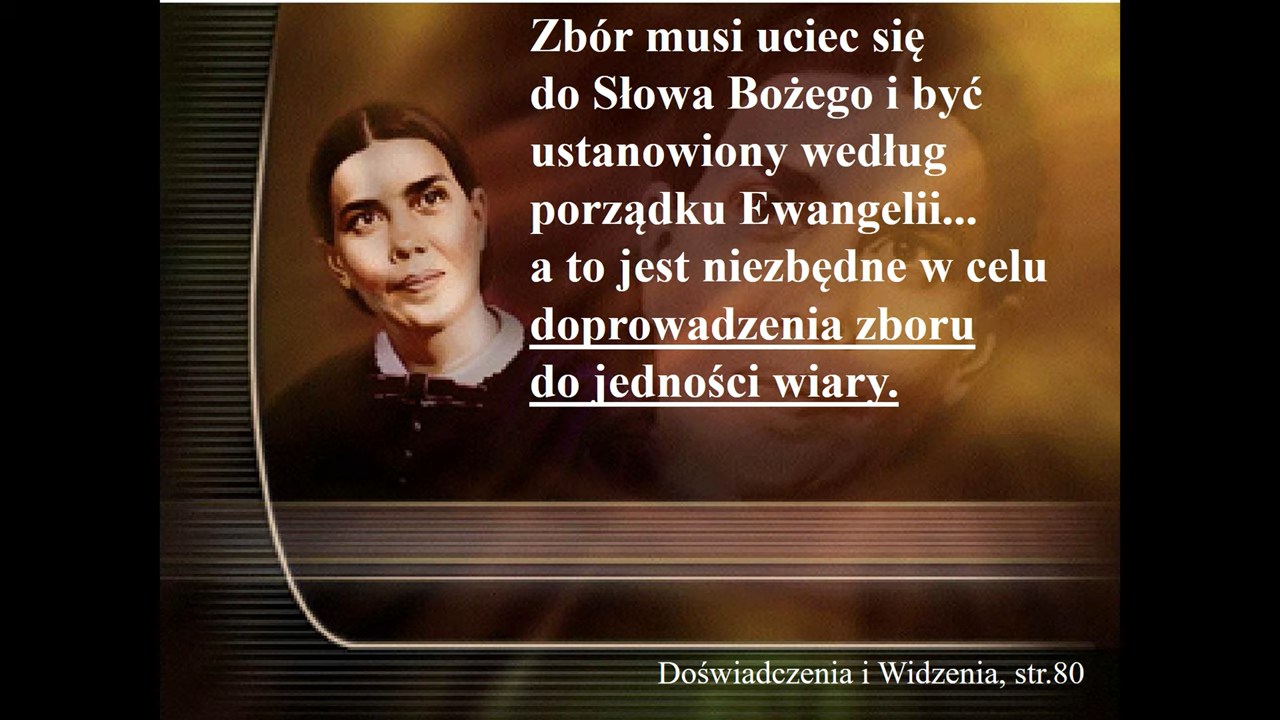 Zbór musi uciec się
do Słowa Bożego i być
ustanowiony według
porządku Ewangelii...
a to jest niezbędne w celu
doprowadzenia zboru
do jedności wiary.
Doświadczenia i Widzenia, str.80